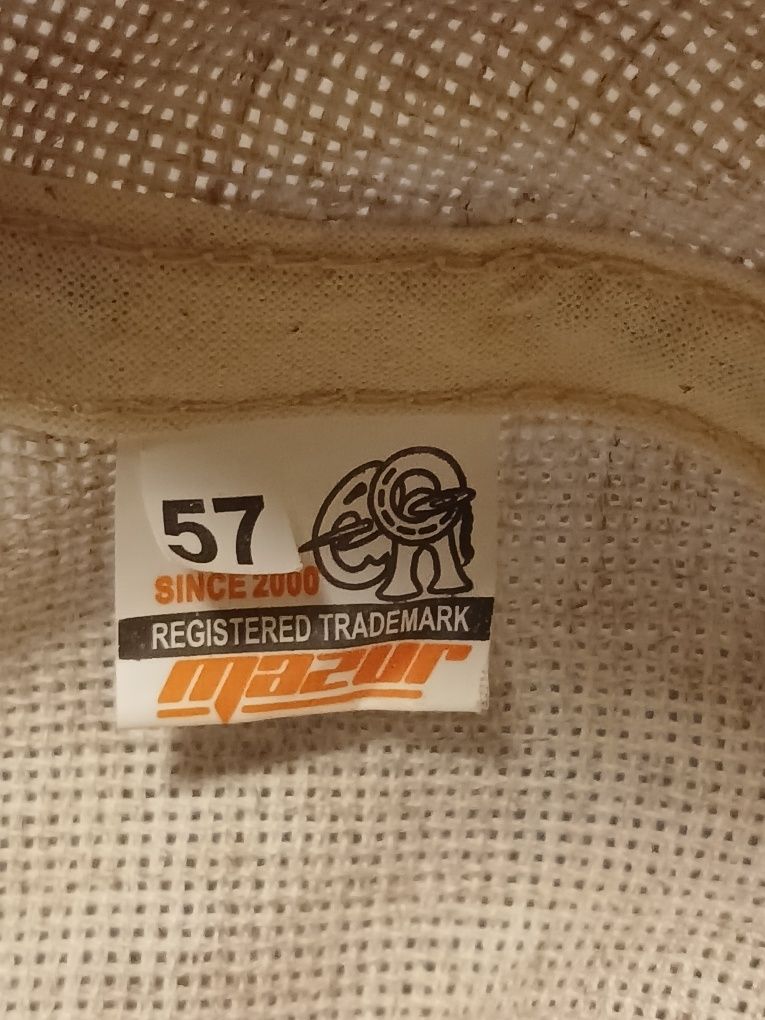 57
SINCE 2000
REGISTERED TRADEMARK
mazur